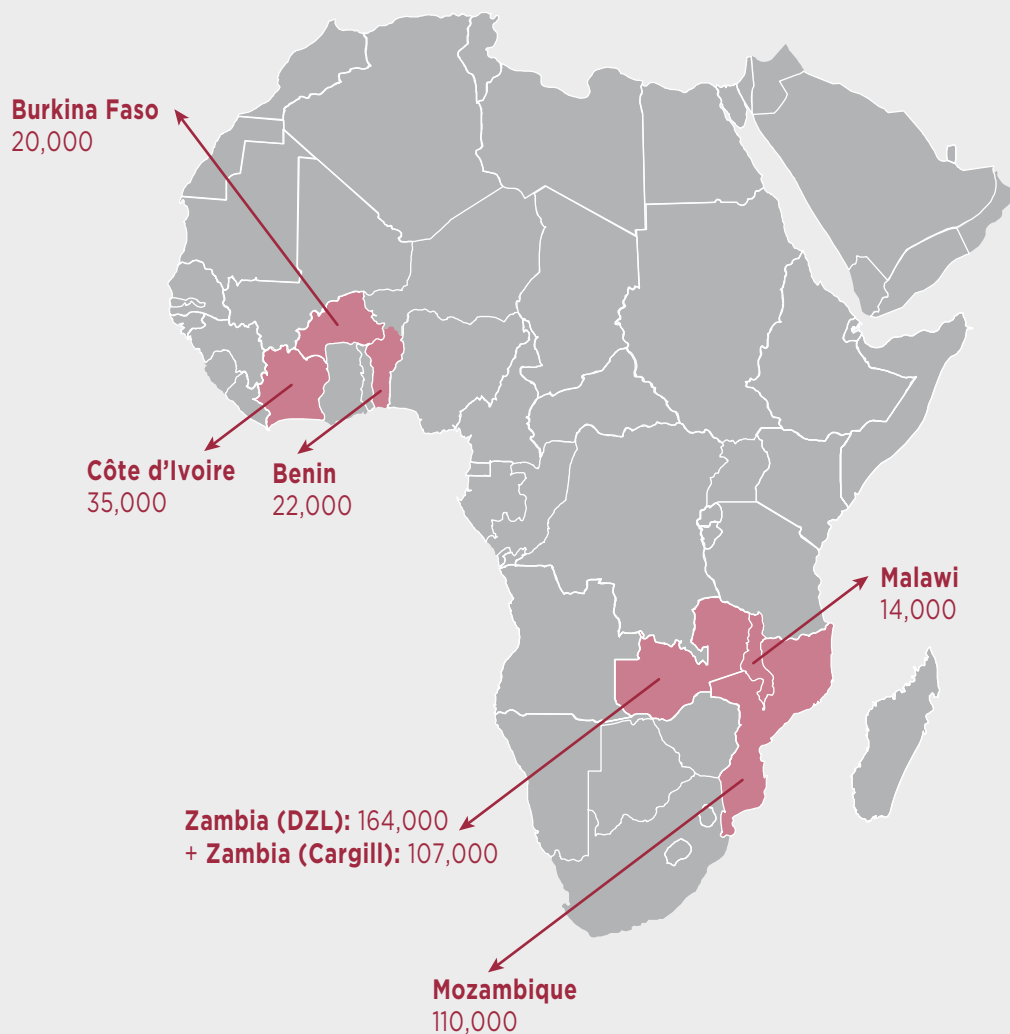 Burkina Faso
20,000
Côte d’Ivoire
35,000
Benin
22,000
Malawi
14,000
Zambia (DZL): 164,000
+ Zambia (Cargill): 107,000
Mozambique
110,000